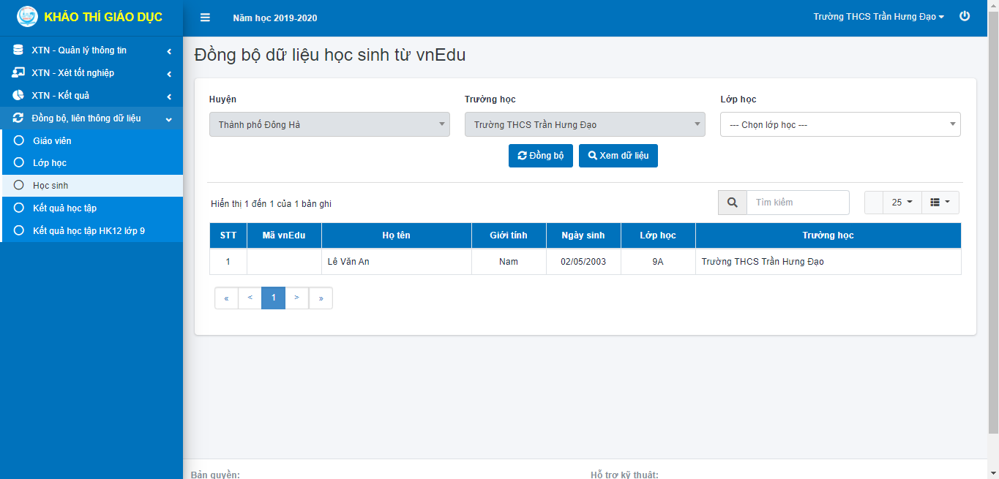 KHẢO THÍ GIÁO DỤC
Năm học 2019-2020
Trường THCS Trần Hưng Đạo
XTN - Quản lý thông tin
XTN - Xét tốt nghiệp
XTN - Kết quả
Đồng bộ, liên thông dữ liệu
Giáo viên
Lớp học
Học sinh
Kết quả học tập
Kết quả học tập HK12 lớp 9
Đồng bộ dữ liệu học sinh từ vnEdu
Huyện Trường học Lớp học
Thành phố Đông Hà Trường THCS Trần Hưng Đạo --- Chọn lớp học ---
Đồng bộ Xem dữ liệu
Hiển thị 1 đến 1 của 1 bản ghi Tìm kiếm 25
STT Mã vnEdu Họ tên Giới tính Ngày sinh Lớp học Trường học
1 Lê Văn An Nam 02/05/2003 9A Trường THCS Trần Hưng Đạo
« < 1 > »
Bản quyền: Hỗ trợ kỹ thuật: